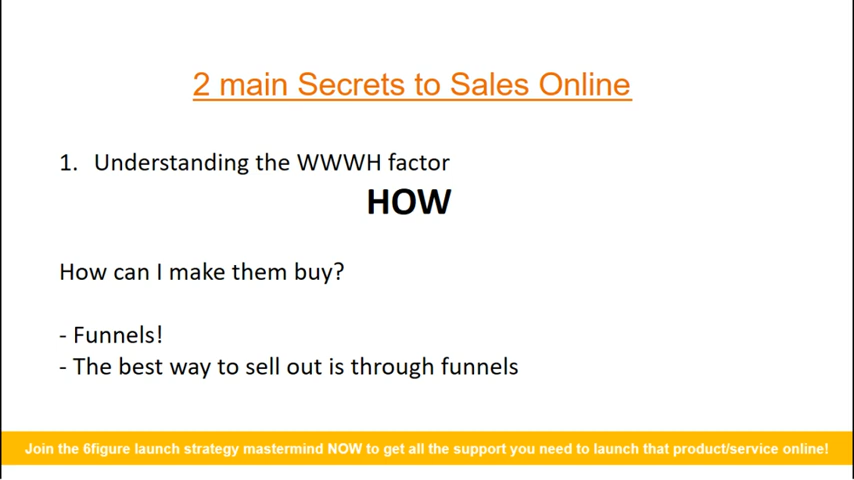 2 main Secrets to Sales Online
1. Understanding the WWWH factor
HOW
How can I make them buy?
- Funnels!
- The best way to sell out is through funnels
Join the 6figure launch strategy mastermind NOW to get all the support you need to launch that product/service online!